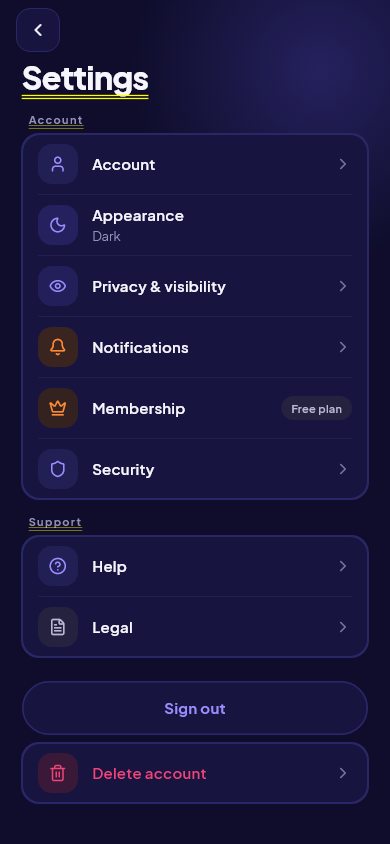 Settings
Account
Account
Appearance
Dark
Privacy & visibility
Notifications
Membership
Free plan
Security
Support
Help
Legal
Sign out
Delete account